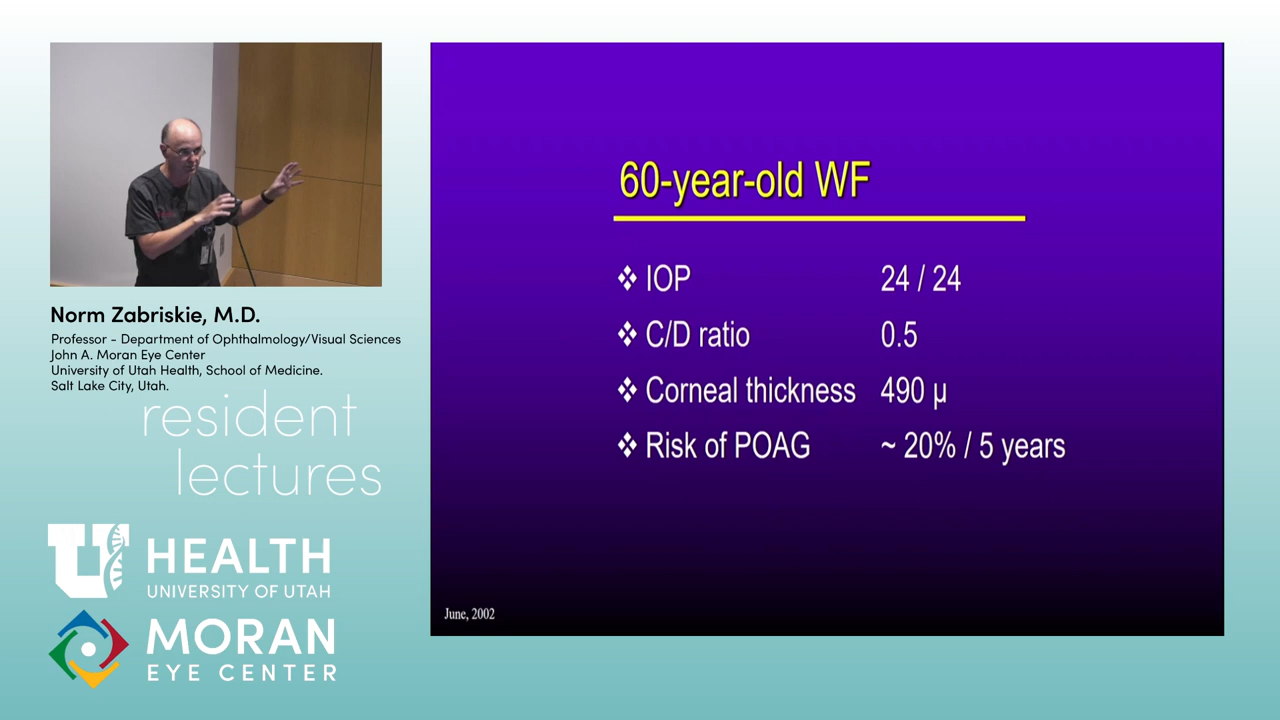 Norm Zabriskie, M.D.
Professor - Department of Ophthalmology/Visual Sciences
John A. Moran Eye Center
University of Utah Health, School of Medicine.
Salt Lake City, Utah.
resident
lectures
U HEALTH
UNIVERSITY OF UTAH
MORAN
EYE CENTER
60-year-old WF
❖ IOP 24 / 24
❖ C/D ratio 0.5
❖ Corneal thickness 490 µ
❖ Risk of POAG ~ 20% / 5 years
June, 2002